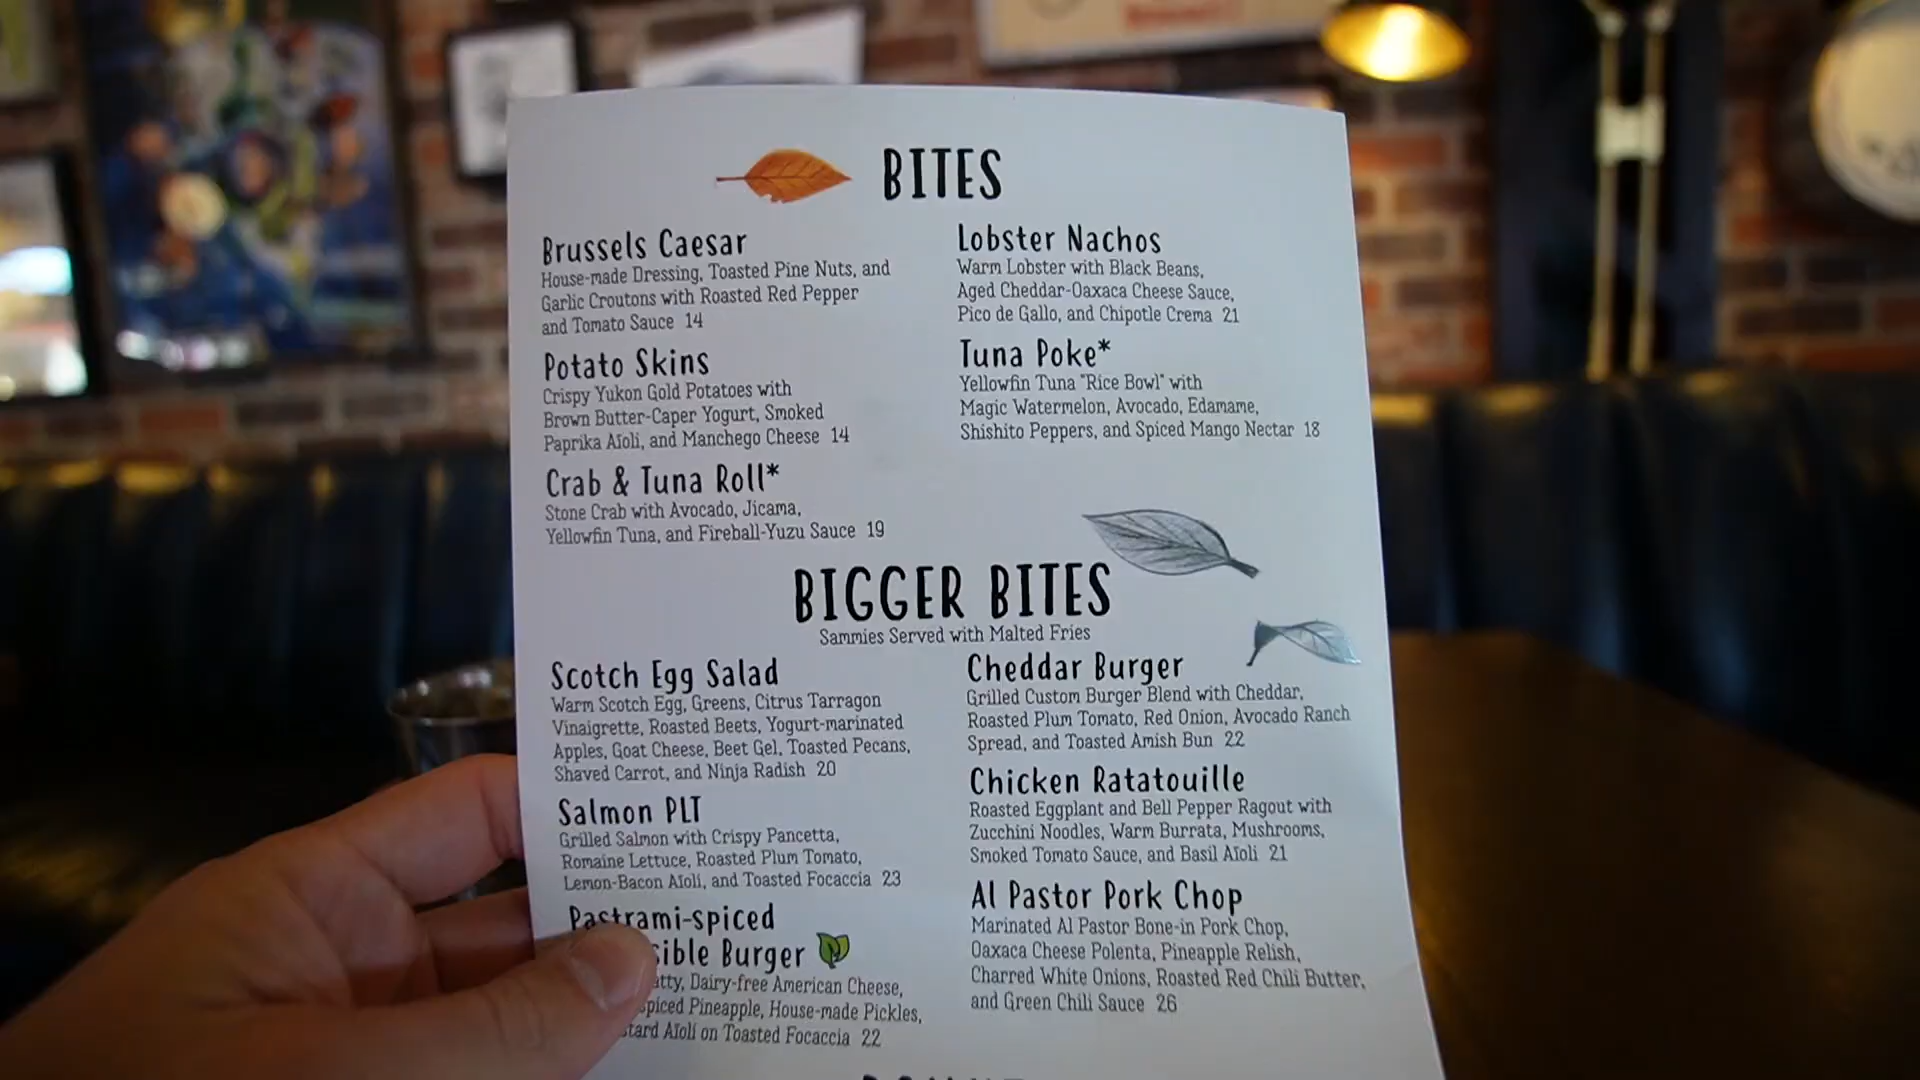 BITES
Brussels Caesar
House-made Dressing, Toasted Pine Nuts, and
Garlic Croutons with Roasted Red Pepper
and Tomato Sauce 14
Potato Skins
Crispy Yukon Gold Potatoes with
Brown Butter-Caper Yogurt, Smoked
Paprika Aïoli, and Manchego Cheese 14
Crab & Tuna Roll*
Stone Crab with Avocado, Jicama,
Yellowfin Tuna, and Fireball-Yuzu Sauce 19
Lobster Nachos
Warm Lobster with Black Beans,
Aged Cheddar-Oaxaca Cheese Sauce,
Pico de Gallo, and Chipotle Crema 21
Tuna Poke*
Yellowfin Tuna "Rice Bowl" with
Magic Watermelon, Avocado, Edamame,
Shishito Peppers, and Spiced Mango Nectar 18
BIGGER BITES
Sammies Served with Malted Fries
Scotch Egg Salad
Warm Scotch Egg, Greens, Citrus Tarragon
Vinaigrette, Roasted Beets, Yogurt-marinated
Apples, Goat Cheese, Beet Gel, Toasted Pecans,
Shaved Carrot, and Ninja Radish 20
Salmon PLT
Grilled Salmon with Crispy Pancetta,
Romaine Lettuce, Roasted Plum Tomato,
Lemon-Bacon Aïoli, and Toasted Focaccia 23
Pastrami-spiced
Burger
Dairy-free American Cheese,
Pineapple, House-made Pickles,
Aïoli on Toasted Focaccia 22
Cheddar Burger
Grilled Custom Burger Blend with Cheddar,
Roasted Plum Tomato, Red Onion, Avocado Ranch
Spread, and Toasted Amish Bun 22
Chicken Ratatouille
Roasted Eggplant and Bell Pepper Ragout with
Zucchini Noodles, Warm Burrata, Mushrooms,
Smoked Tomato Sauce, and Basil Aïoli 21
Al Pastor Pork Chop
Marinated Al Pastor Bone-in Pork Chop,
Oaxaca Cheese Polenta, Pineapple Relish,
Charred White Onions, Roasted Red Chili Butter,
and Green Chili Sauce 26